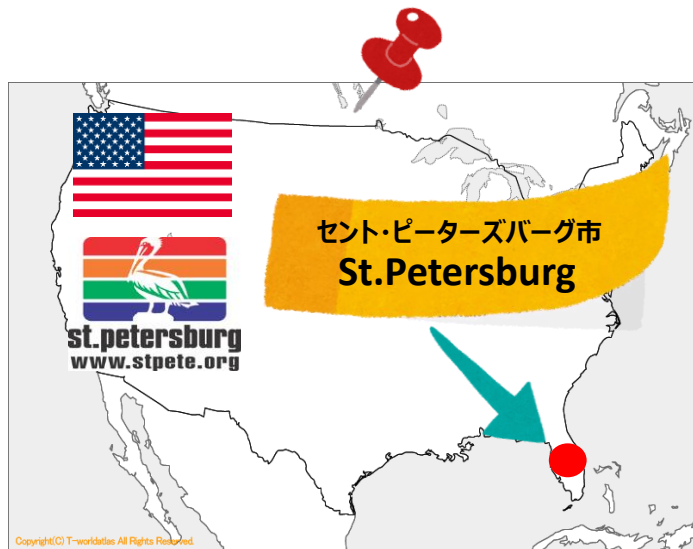 セント・ピーターズバーグ市
St.Petersburg
st.petersburg
www.stpete.org
Copyright(C) T-worldatlas All Rights Reserved.